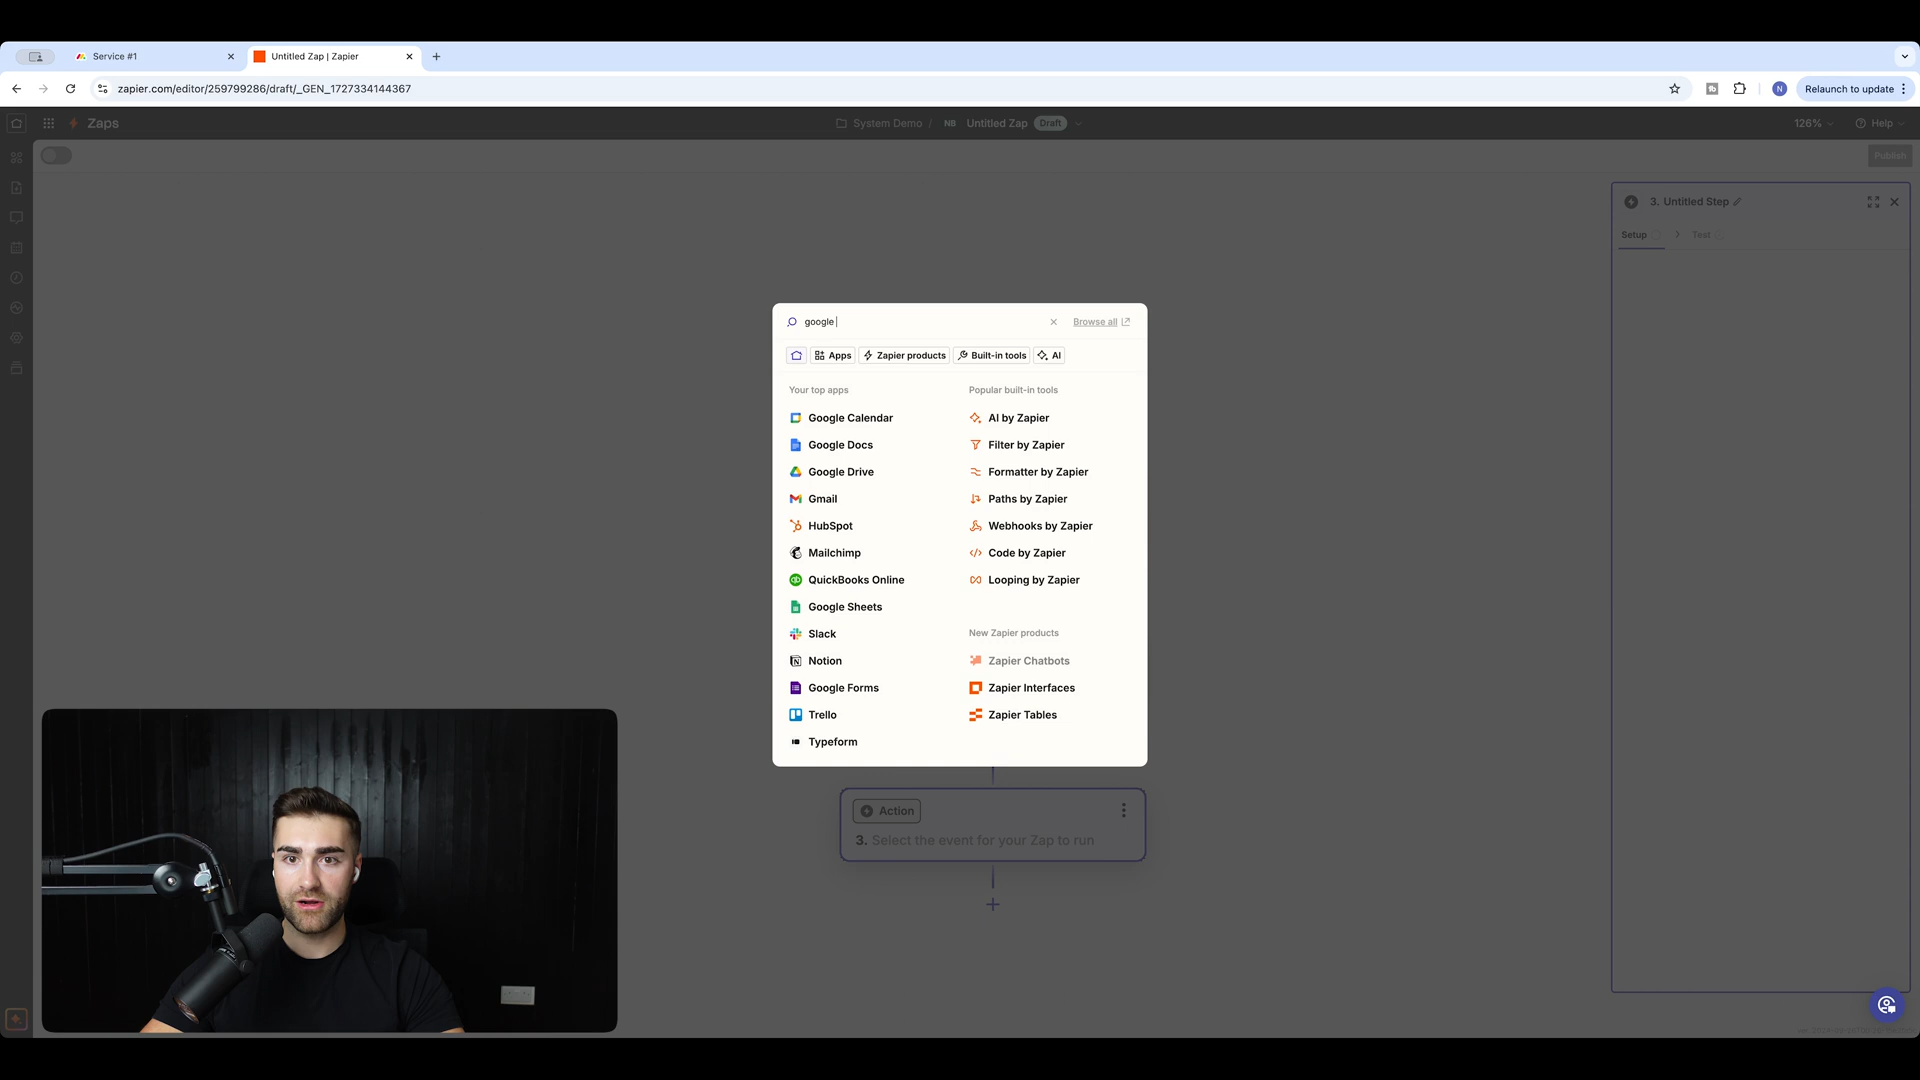 Service #1
Untitled Zap | Zapier
zapier.com/editor/259799286/draft/_GEN_1727334144367
N
Relaunch to update
Zaps
System Demo /
NB
Untitled Zap
Draft
126%
Help
Publish
3. Untitled Step
Setup
Test
google
Browse all
Apps
Zapier products
Built-in tools
AI
Your top apps
Google Calendar
Google Docs
Google Drive
Gmail
HubSpot
Mailchimp
QuickBooks Online
Google Sheets
Slack
Notion
Google Forms
Trello
Typeform
Popular built-in tools
AI by Zapier
Filter by Zapier
Formatter by Zapier
Paths by Zapier
Webhooks by Zapier
Code by Zapier
Looping by Zapier
New Zapier products
Zapier Chatbots
Zapier Interfaces
Zapier Tables
Action
3. Select the event for your Zap to run